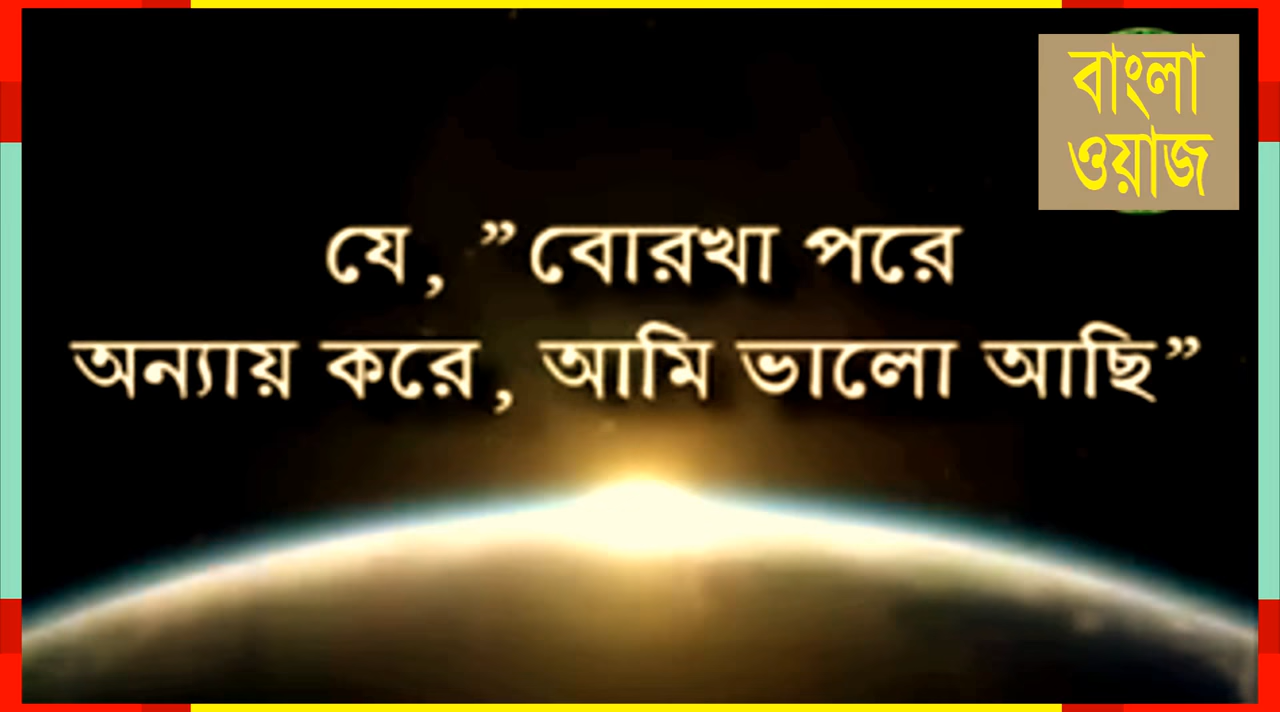 বাংলা
ওয়াজ
যে, ”বোরখা পরে
অন্যায় করে, আমি ভালো আছি”